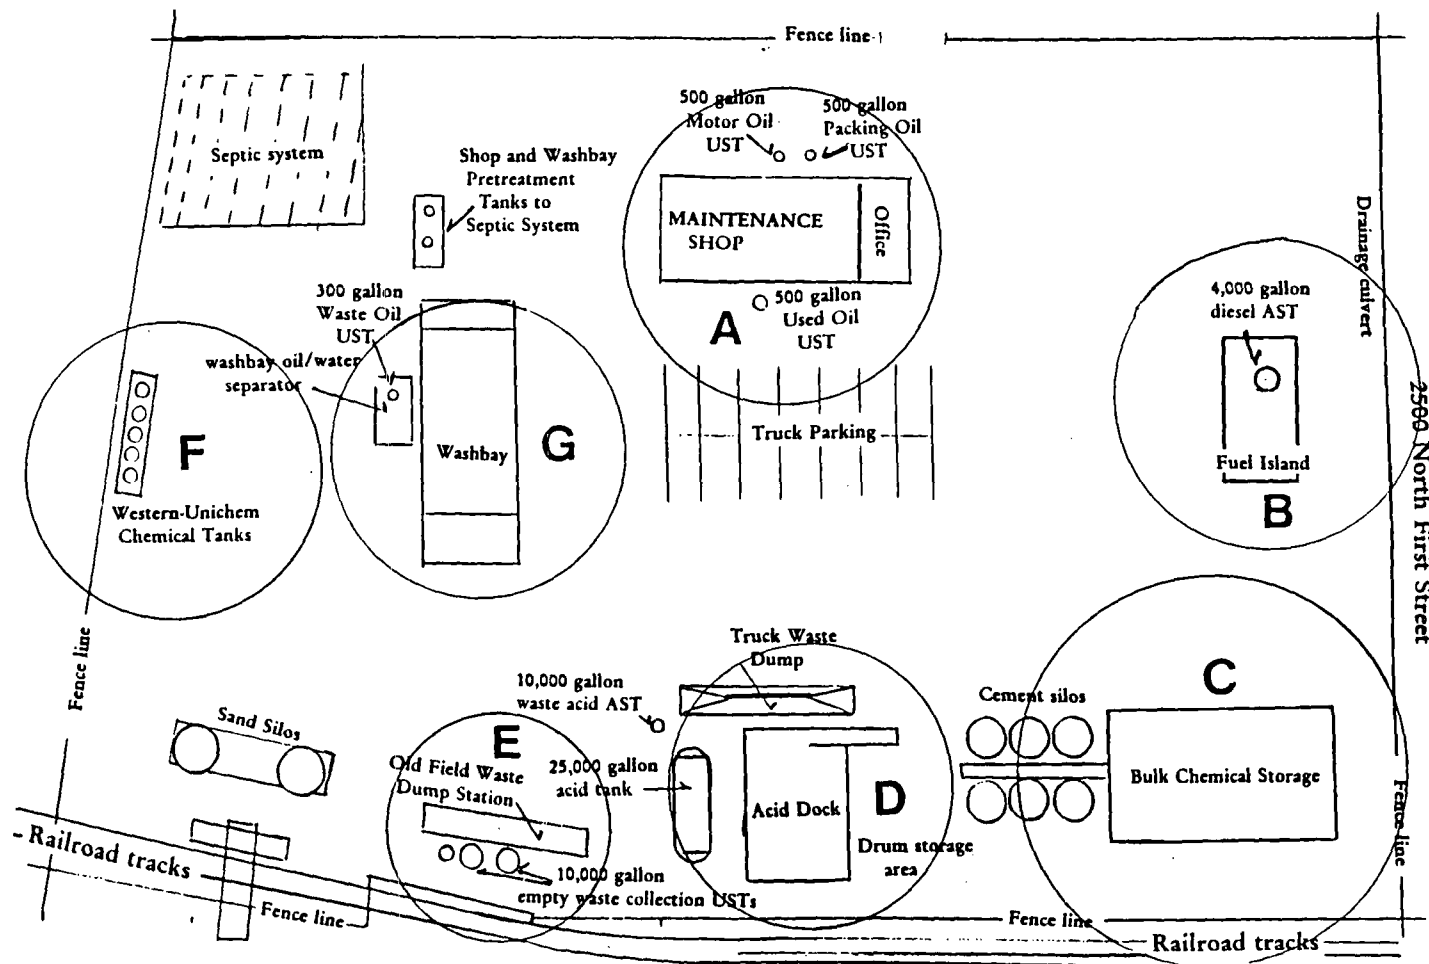 Fence line
500 gallon
Motor Oil
UST
500 gallon
Packing Oil
UST
Septic system
Shop and Washbay
Pretreatment
Tanks to
Septic System
MAINTENANCE
SHOP
Office
Drainage culvert
300 gallon
Waste Oil
UST
500 gallon
Used Oil
UST
A
4,000 gallon
diesel AST
washbay oil/water
separator
2500 North First Street
F
Washbay
G
Truck Parking
Fuel Island
B
Western-Unichem
Chemical Tanks
Fence line
Truck Waste
Dump
10,000 gallon
waste acid AST
C
Cement silos
Sand Silos
E
Old Field Waste
Dump Station
25,000 gallon
acid tank
Acid Dock
D
Bulk Chemical Storage
Drum storage
area
Fence line
Railroad tracks
10,000 gallon
empty waste collection USTs
Fence line
Fence line
Railroad tracks